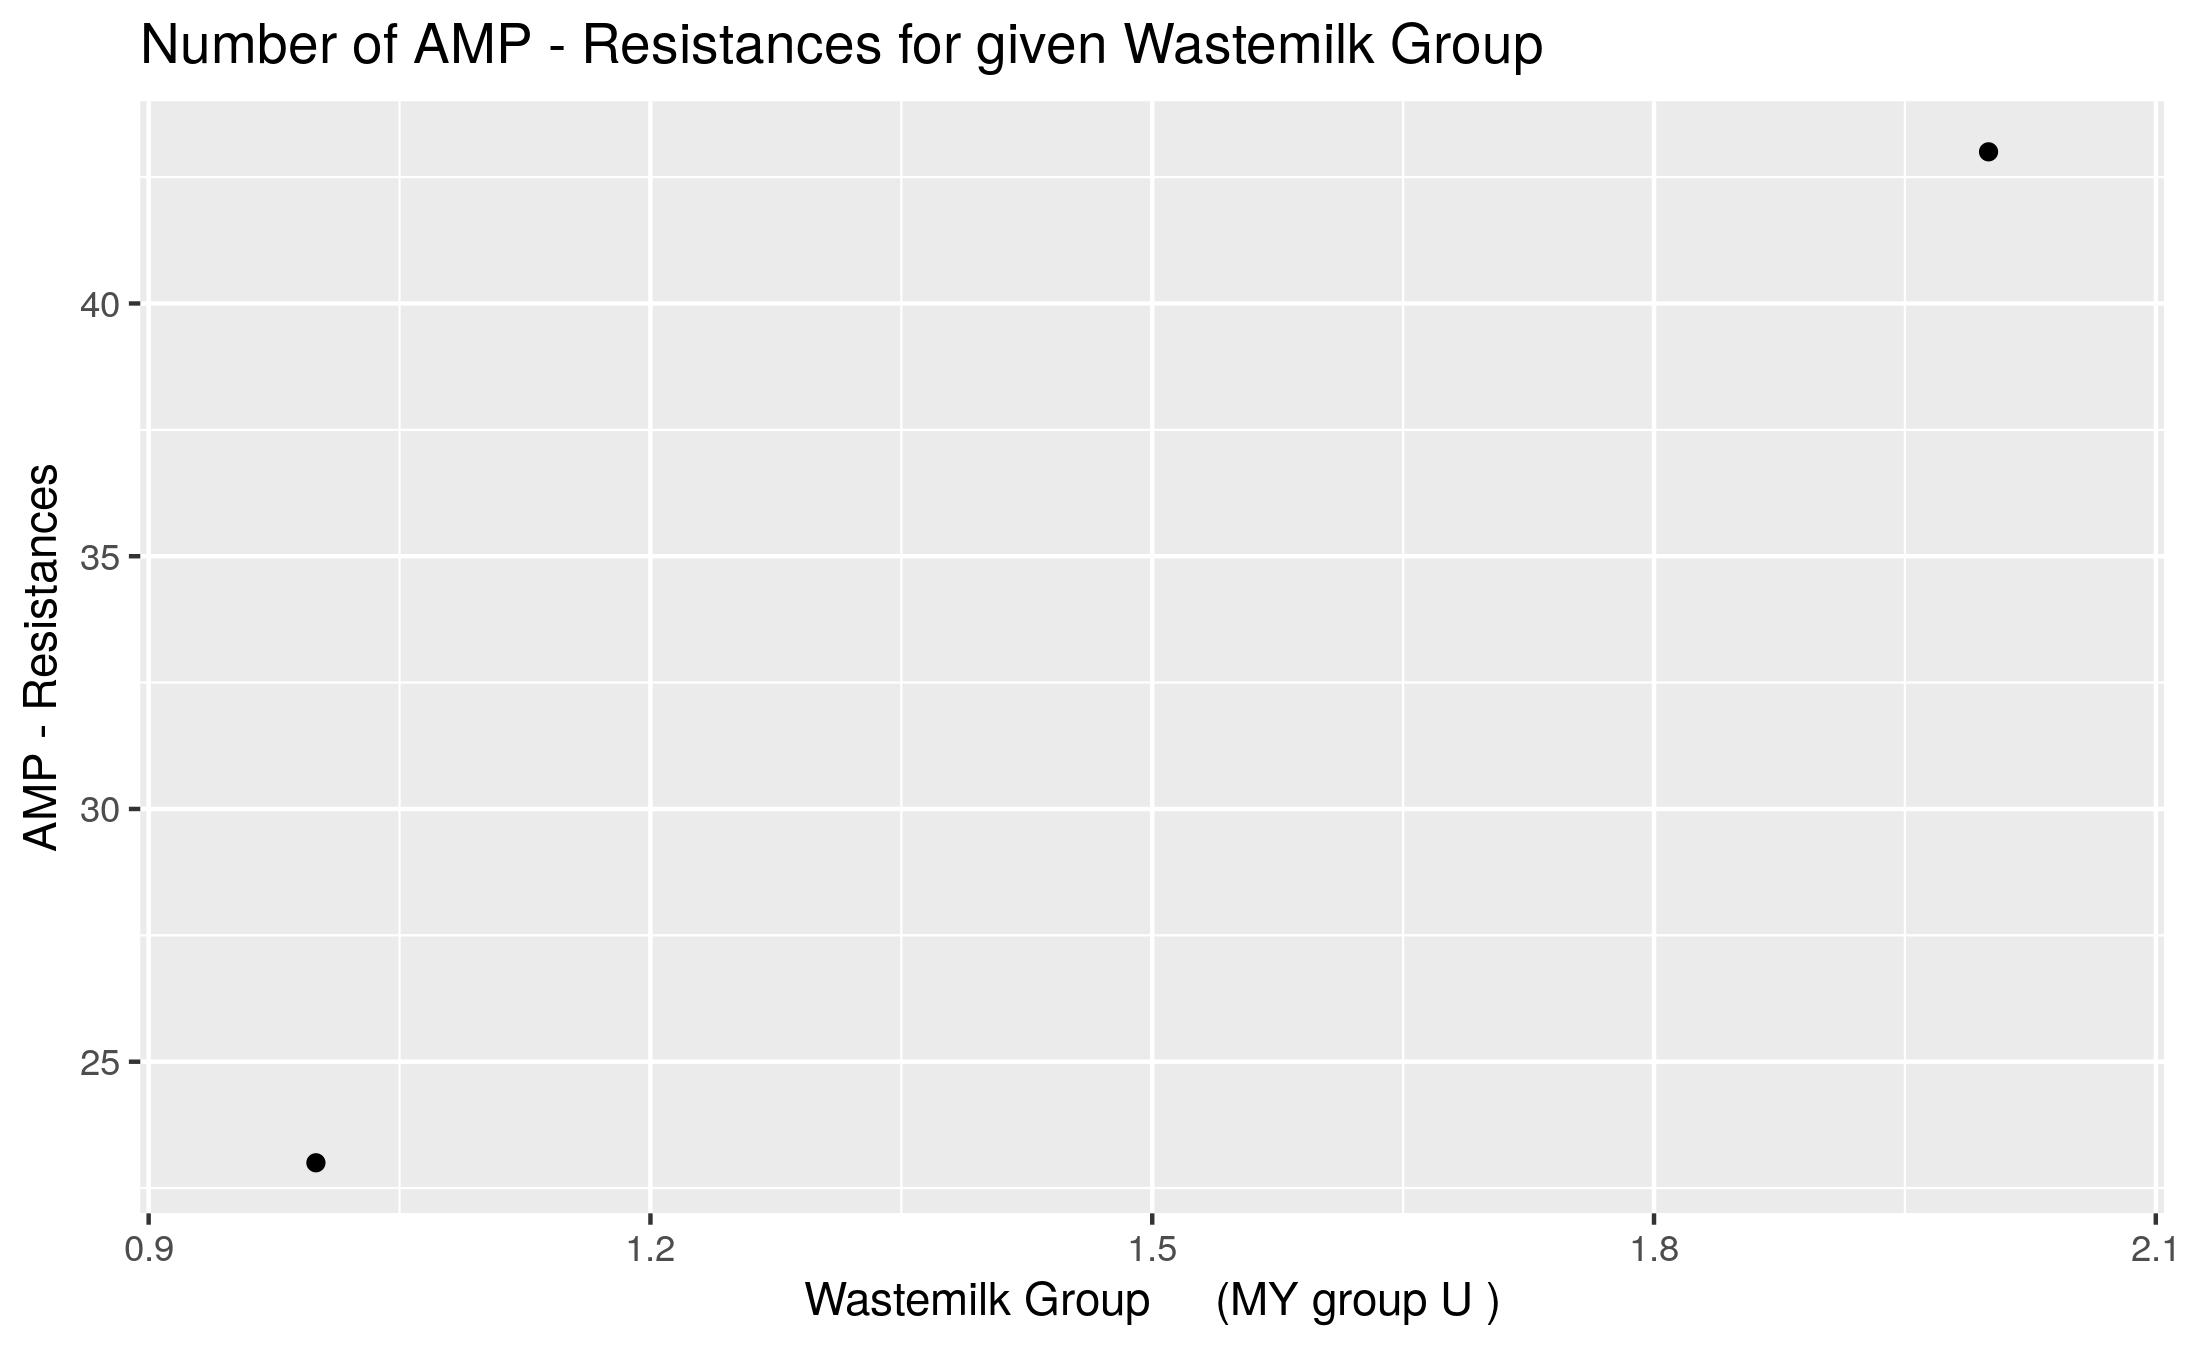 Number of AMP - Resistances for given Wastemilk Group
AMP - Resistances
40
35
30
25
0.9 1.2 1.5 1.8 2.1
Wastemilk Group (MY group U )